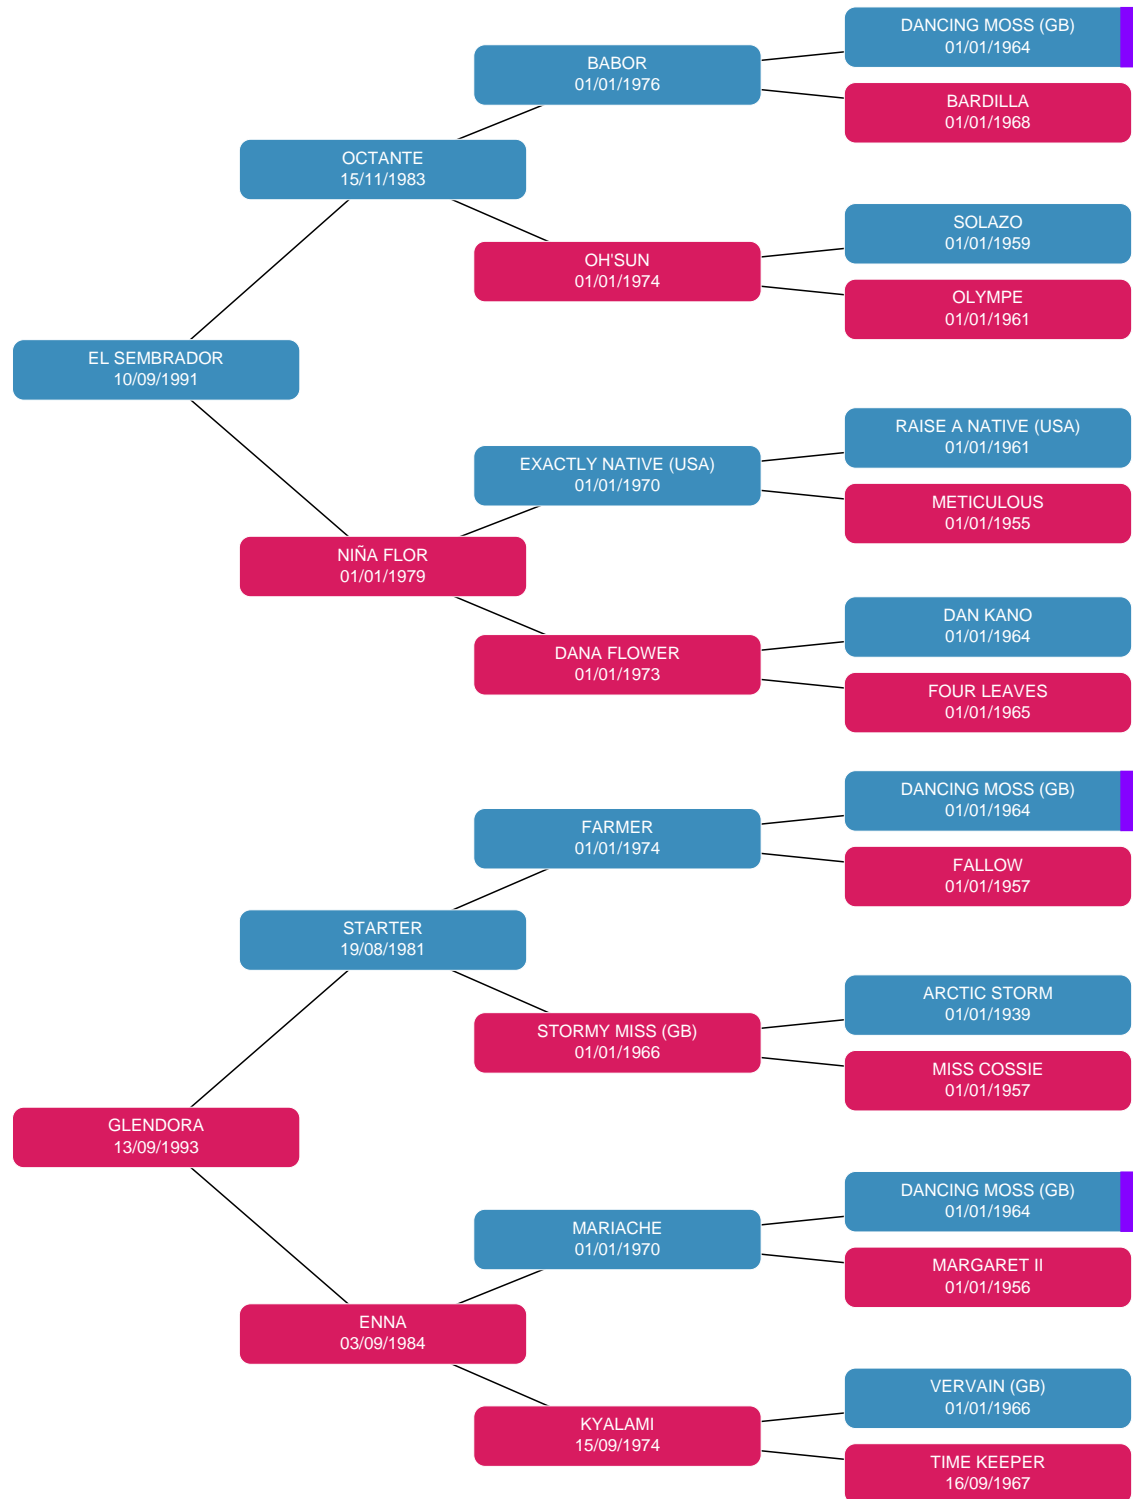 DANCING MOSS (GB)
01/01/1964
BABOR
01/01/1976
BARDILLA
01/01/1968
OCTANTE
15/11/1983
SOLAZO
01/01/1959
OH'SUN
01/01/1974
OLYMPE
01/01/1961
EL SEMBRADOR
10/09/1991
RAISE A NATIVE (USA)
01/01/1961
EXACTLY NATIVE (USA)
01/01/1970
METICULOUS
01/01/1955
NIÑA FLOR
01/01/1979
DAN KANO
01/01/1964
DANA FLOWER
01/01/1973
FOUR LEAVES
01/01/1965
DANCING MOSS (GB)
01/01/1964
FARMER
01/01/1974
FALLOW
01/01/1957
STARTER
19/08/1981
ARCTIC STORM
01/01/1939
STORMY MISS (GB)
01/01/1966
MISS COSSIE
01/01/1957
GLENDORA
13/09/1993
DANCING MOSS (GB)
01/01/1964
MARIACHE
01/01/1970
MARGARET II
01/01/1956
ENNA
03/09/1984
VERVAIN (GB)
01/01/1966
KYALAMI
15/09/1974
TIME KEEPER
16/09/1967